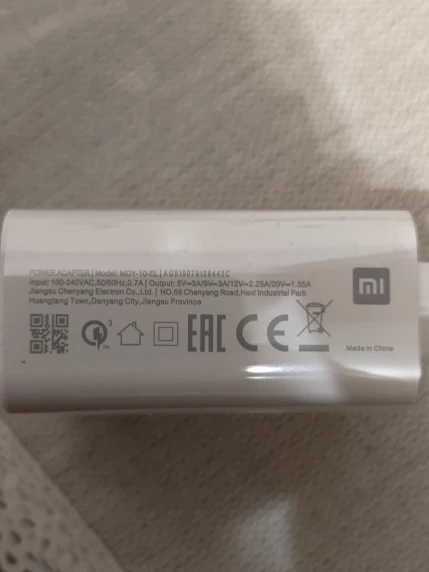 POWER ADAPTER | Model: MDY-10-EL | AGS19079108442C
Input: 100-240VAC,50/60Hz,0.7A | Output: 5V⎓3A/9V⎓3A/12V⎓2.25A/20V⎓1.35A
Jiangsu Chenyang Electron Co.,Ltd. | NO.58 Chenyang Road,Hexi Industrial Park
Huangtang Town,Danyang City,Jiangsu Province
mi
3
EAC CE
Made in China